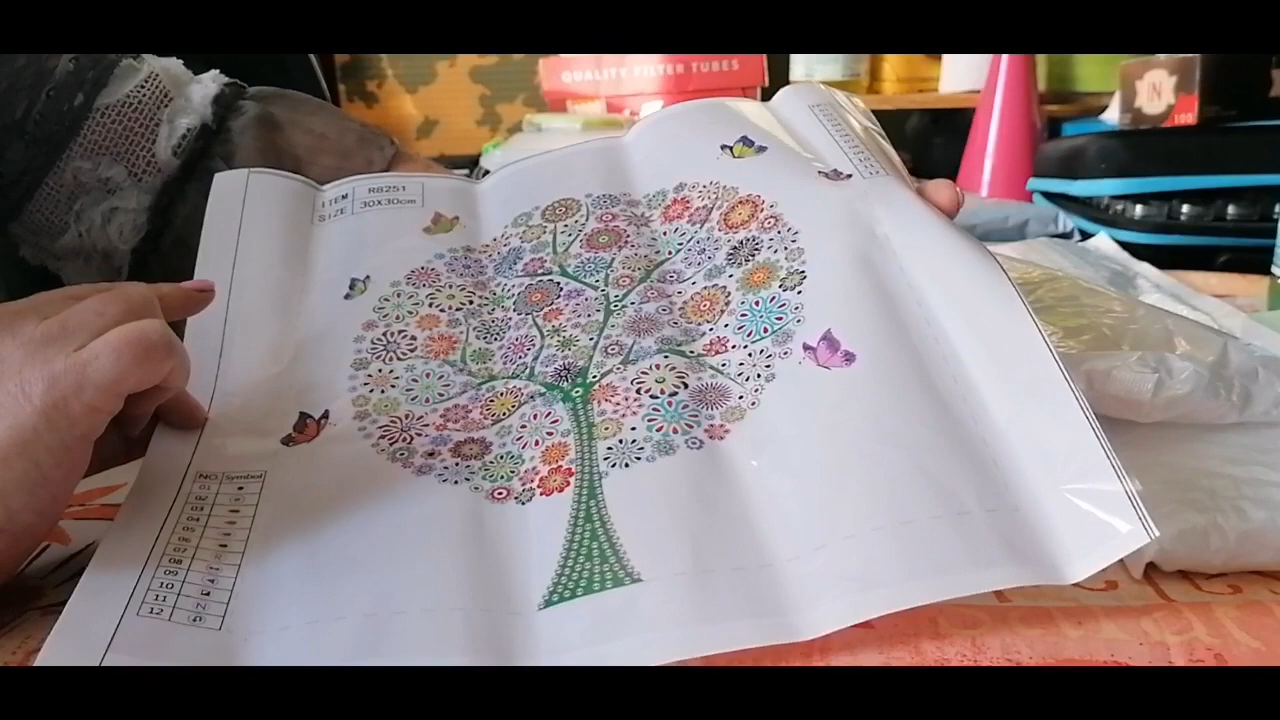 QUALITY FILTER TUBES
IN
100
ITEM R8251
SIZE 30X30cm
NO. Symbol
01
02
03
04
05
06
07
08
09
10
11 N
12